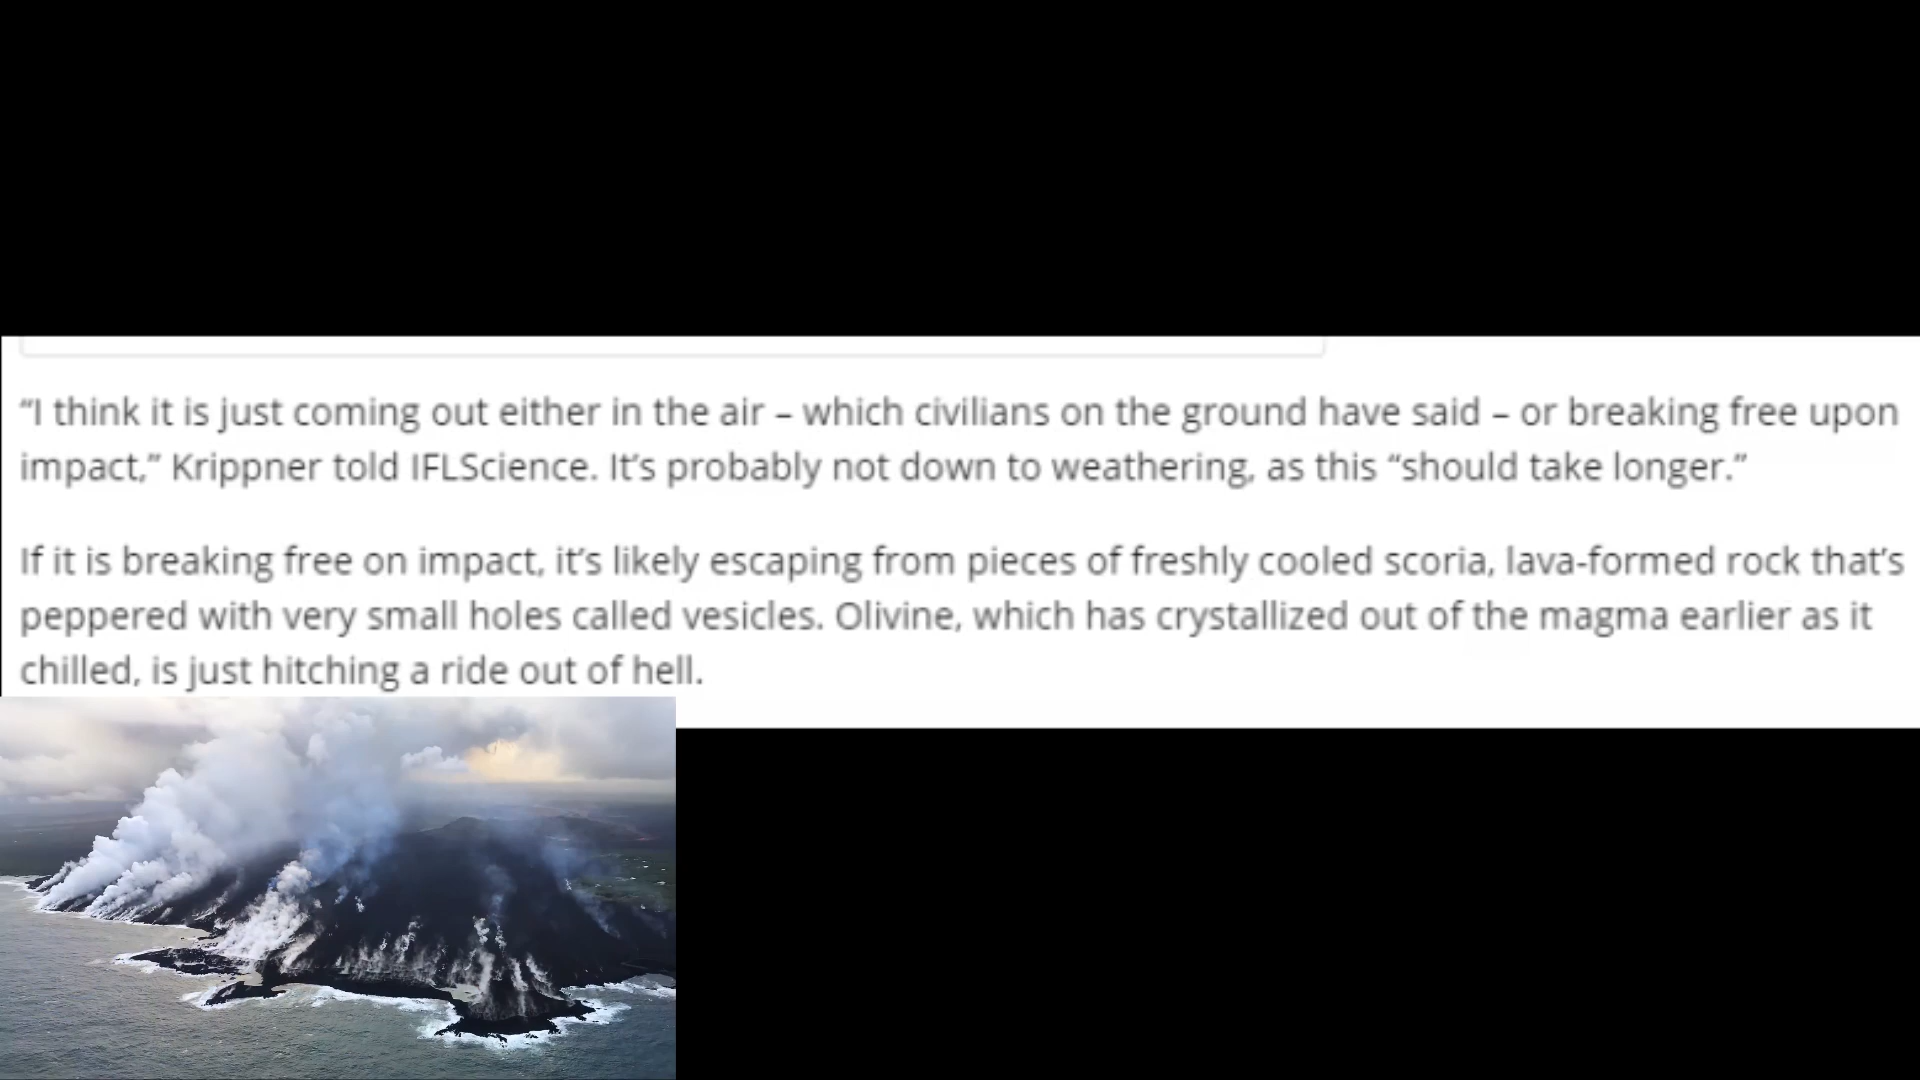 “I think it is just coming out either in the air – which civilians on the ground have said – or breaking free upon
impact,” Krippner told IFLScience. It’s probably not down to weathering, as this “should take longer.”
If it is breaking free on impact, it’s likely escaping from pieces of freshly cooled scoria, lava-formed rock that’s
peppered with very small holes called vesicles. Olivine, which has crystallized out of the magma earlier as it
chilled, is just hitching a ride out of hell.